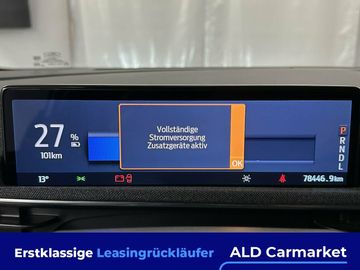 27 %
101km
Vollständige
Stromversorgung
Zusatzgeräte aktiv
OK
P
R
N
D
L
13°
78446.9km
Erstklassige Leasingrückläufer
ALD Carmarket